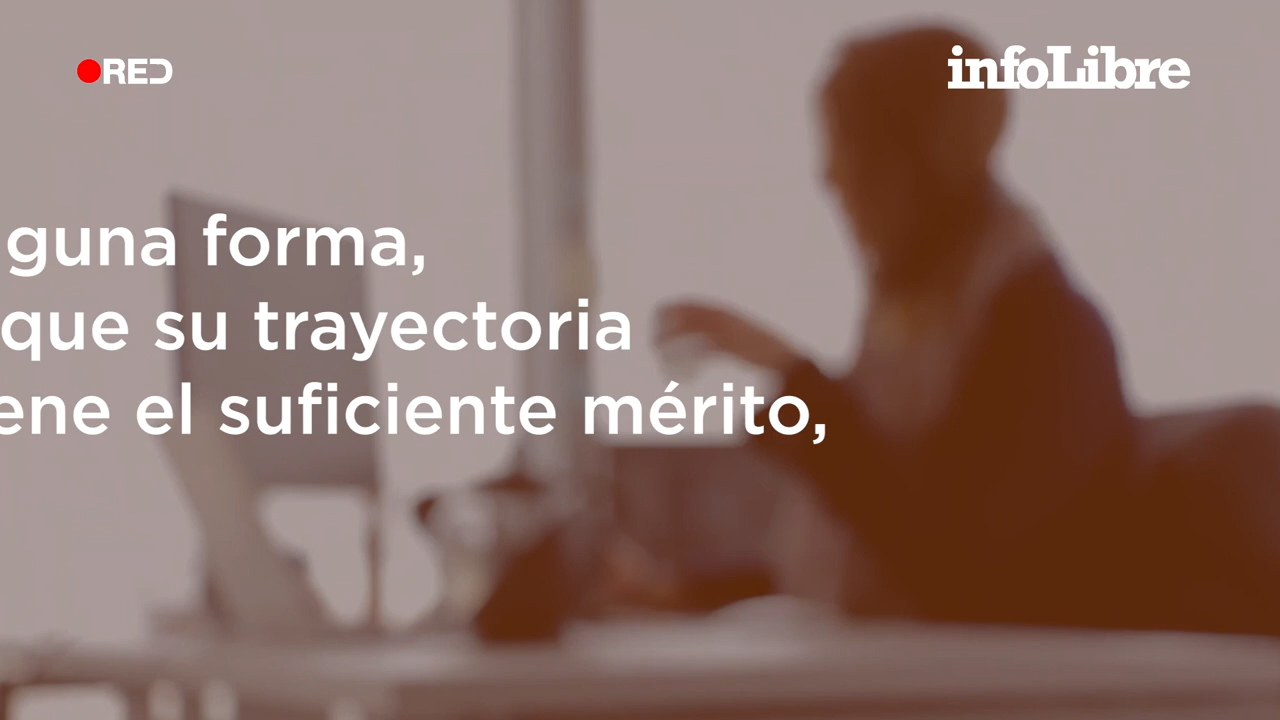 RED
infoLibre
guna forma,
que su trayectoria
ene el suficiente mérito,